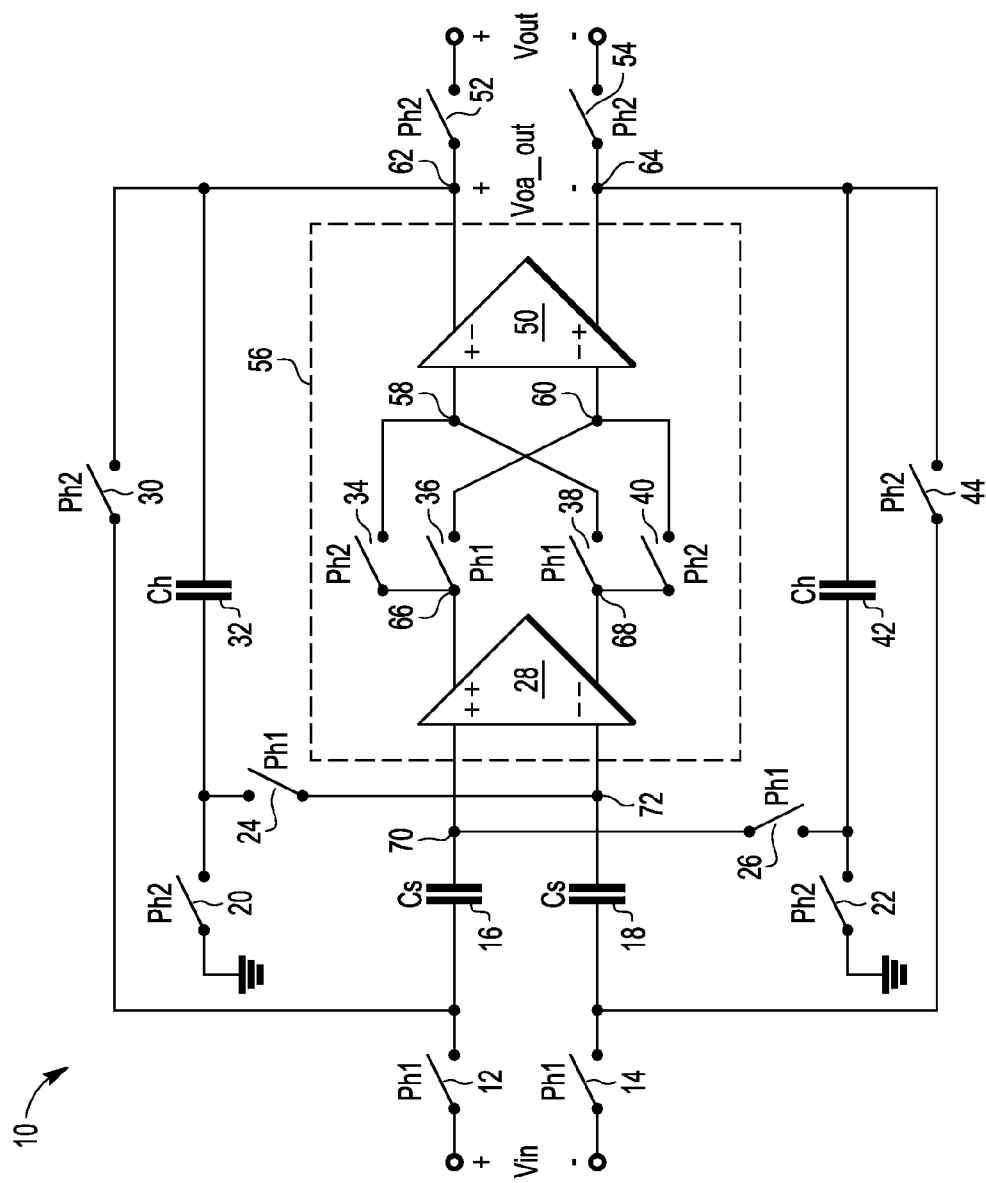 10
Vin
+
-
Ph1
12
Ph1
14
Ph2
20
Ph2
22
Cs
16
Cs
18
70
72
24
Ph1
26
Ph1
Ch
32
Ch
42
Ph2
30
Ph2
44
56
28
+ +
- -
66
68
Ph2
34
Ph1
36
Ph1
38
Ph2
40
58
60
50
+ -
- +
62
64
+
Voa_out
-
Ph2
52
Ph2
54
+
Vout
-